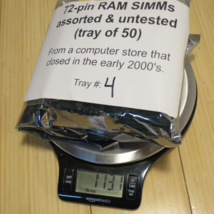 72-pin RAM SIMMs
assorted & untested
(tray of 50)
From a computer store that
closed in the early 2000's.
Tray #: 4
1131